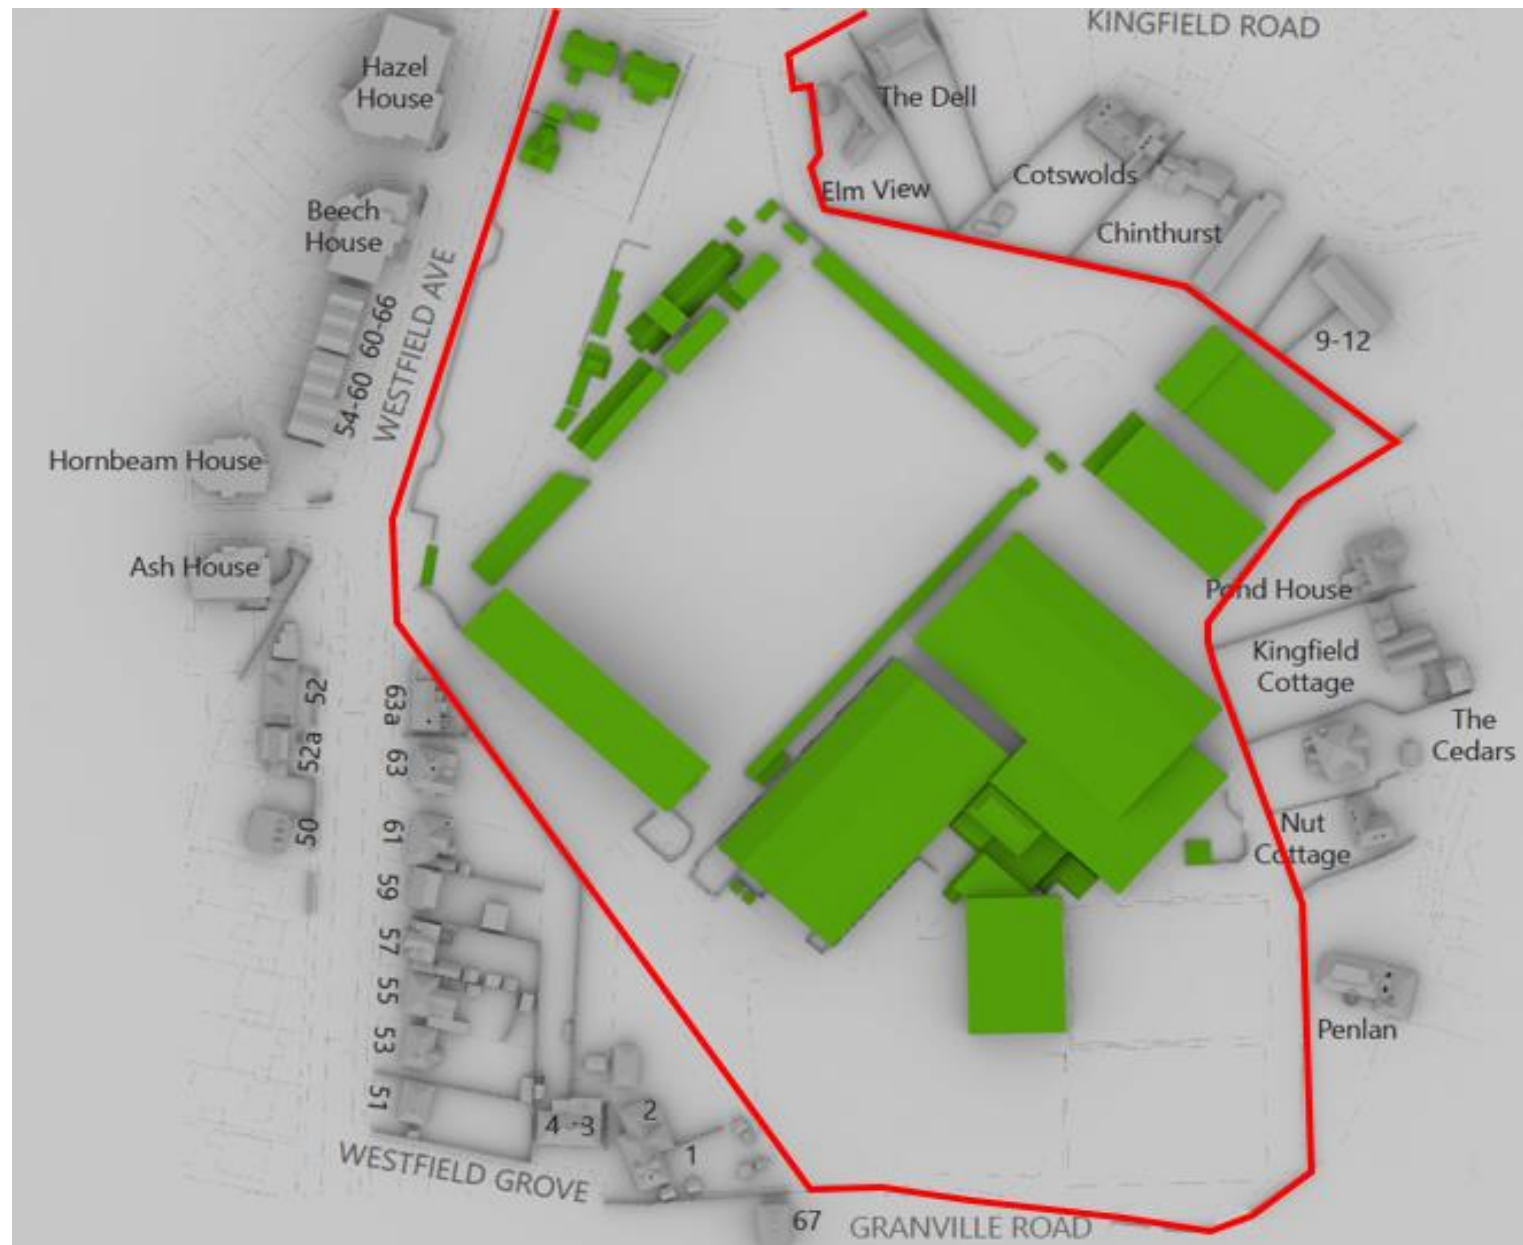 KINGFIELD ROAD
Hazel
House
The Dell
Cotswolds
Elm View
Beech
House
Chinthurst
WESTFIELD AVE
60-66
54-60
9-12
Hornbeam House
Ash House
Pond House
Kingfield
Cottage
52
63a
The
Cedars
52a
63
50
61
Nut
Cottage
59
57
55
Penlan
53
51
2
4-3
1
WESTFIELD GROVE
67
GRANVILLE ROAD